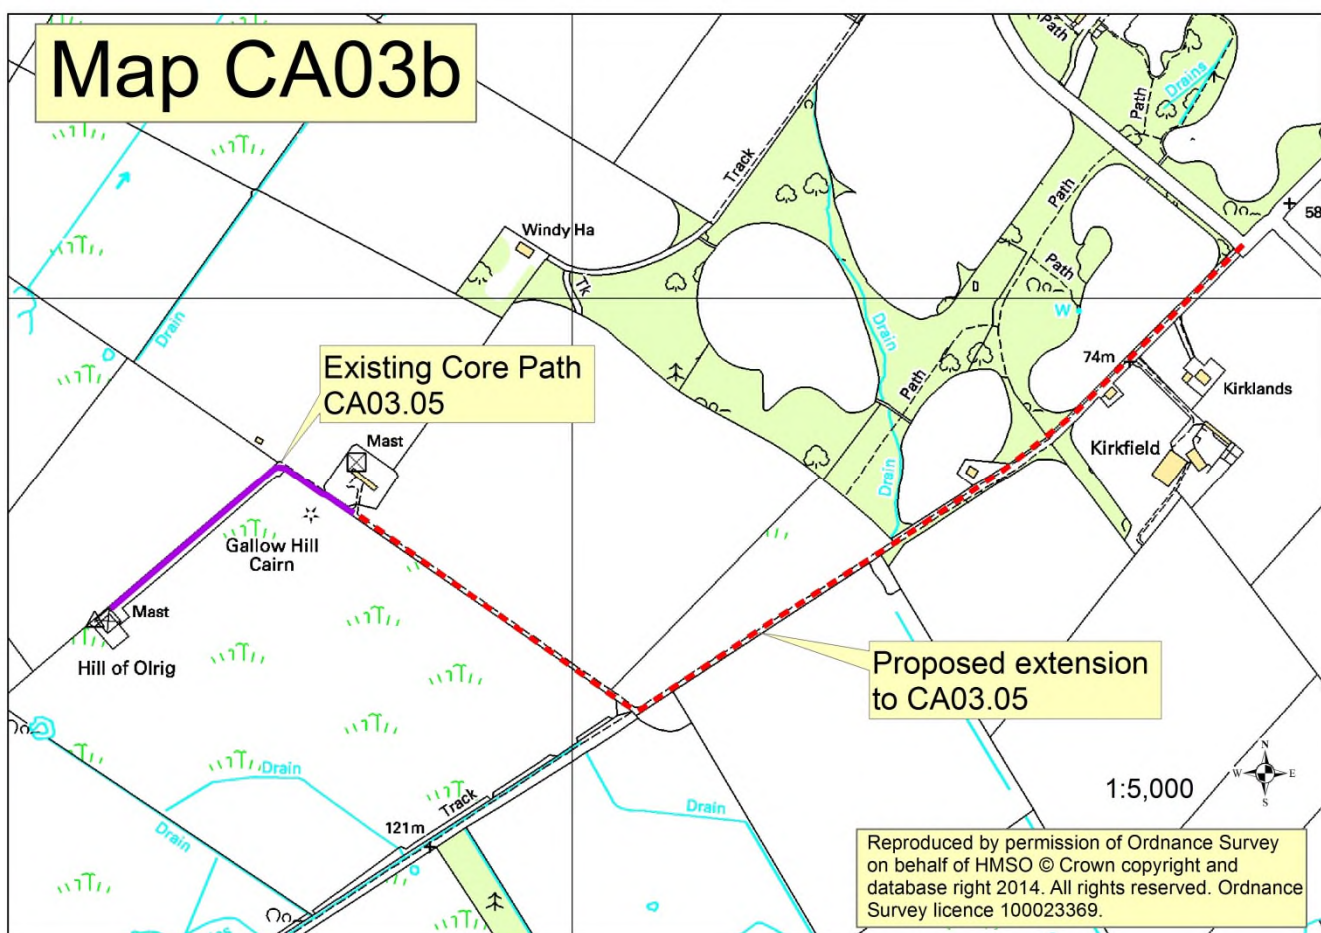 Map CA03b
Path
Drains
Path
Track
Path
58
Windy Ha
Path
Tk
Drain
W
Drain
Existing Core Path
CA03.05
74m
Kirklands
Path
Mast
Kirkfield
Drain
Gallow Hill
Cairn
Mast
Hill of Olrig
Proposed extension
to CA03.05
Drain
N
W E
S
1:5,000
Track
Drain
121m
Drain
Reproduced by permission of Ordnance Survey
on behalf of HMSO © Crown copyright and
database right 2014. All rights reserved. Ordnance
Survey licence 100023369.